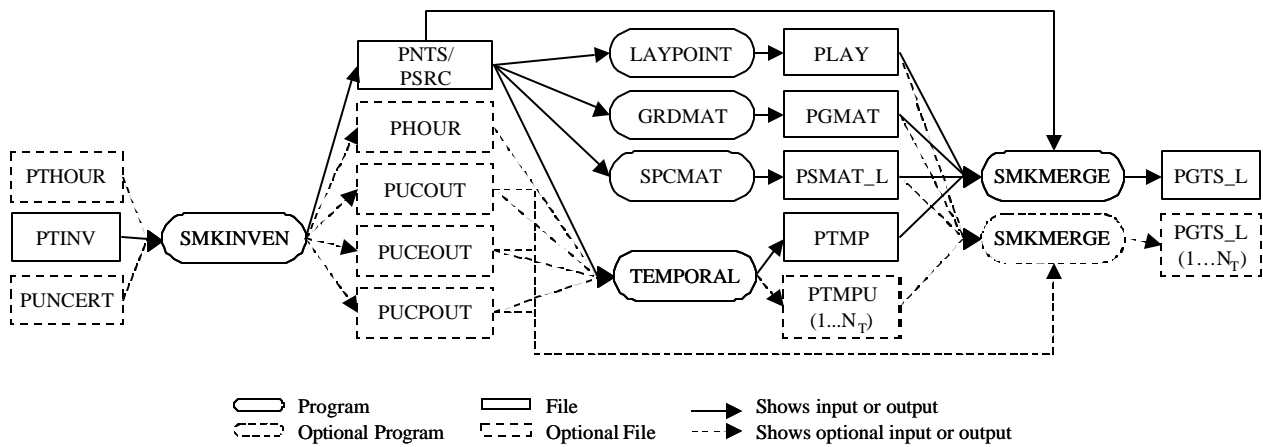 PNTS/
PSRC
LAYPOINT
PLAY
PHOUR
GRDMAT
PGMAT
PTHOUR
PUCOUT
SPCMAT
PSMAT_L
SMKMERGE
PGTS_L
PTINV
SMKINVEN
PUCEOUT
PTMP
SMKMERGE
PGTS_L
(1…N_T)
PUNCERT
PUCPOUT
TEMPORAL
PTMPU
(1...N_T)
Program
File
Shows input or output
Optional Program
Optional File
Shows optional input or output